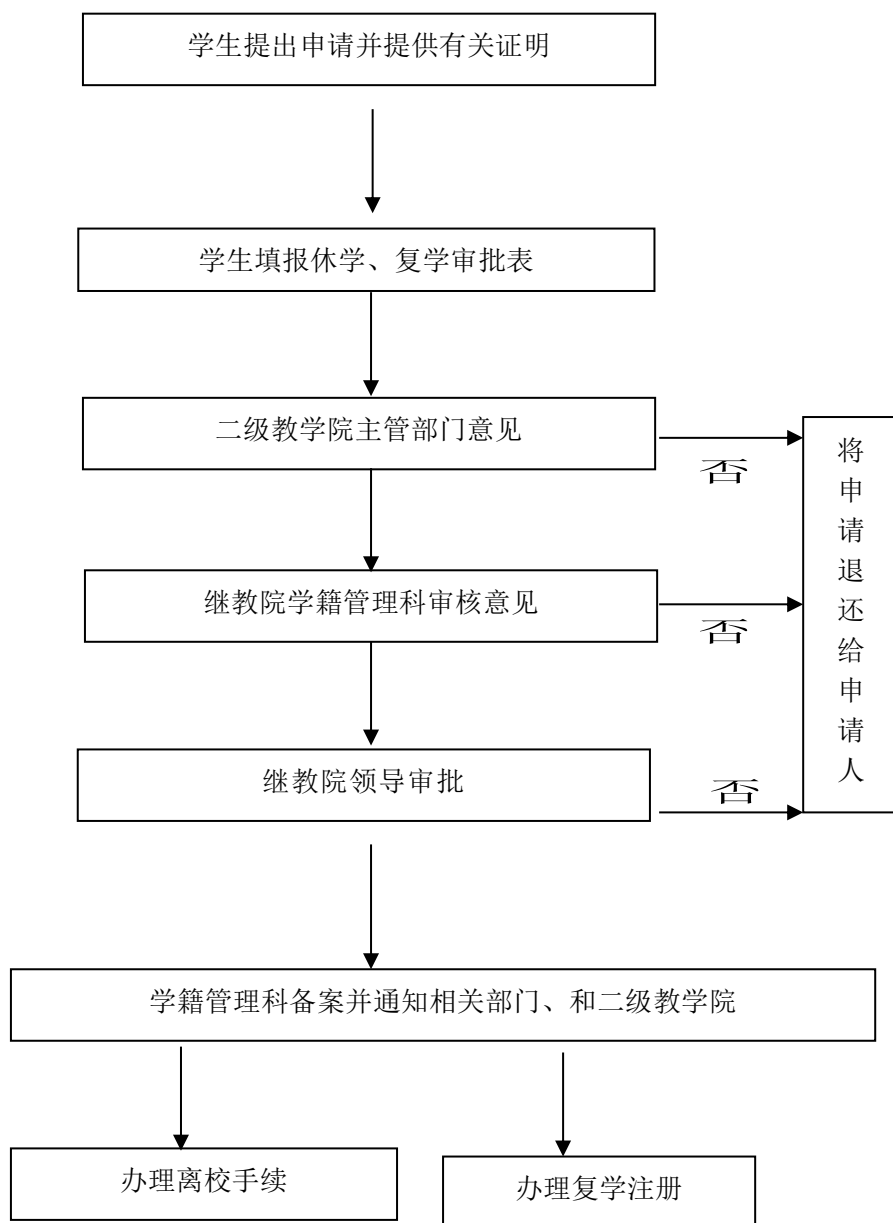 学生提出申请并提供有关证明
学生填报休学、复学审批表
二级教学院主管部门意见
否
继教院学籍管理科审核意见
否
继教院领导审批
否
将申请退还给申请人
学籍管理科备案并通知相关部门、和二级教学院
办理离校手续
办理复学注册